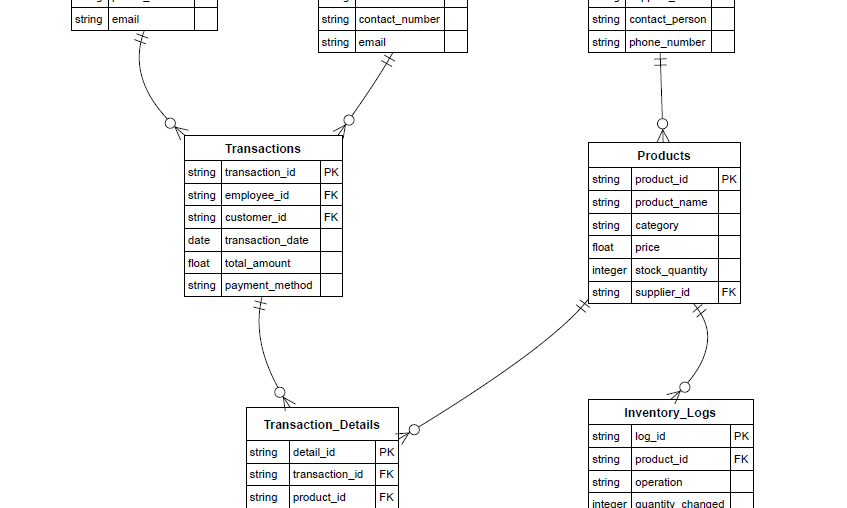 string email
string contact_number
string email
string contact_person
string phone_number
Transactions
string transaction_id PK
string employee_id FK
string customer_id FK
date transaction_date
float total_amount
string payment_method
Products
string product_id PK
string product_name
string category
float price
integer stock_quantity
string supplier_id FK
Transaction_Details
string detail_id PK
string transaction_id FK
string product_id FK
Inventory_Logs
string log_id PK
string product_id FK
string operation
integer quantity_changed